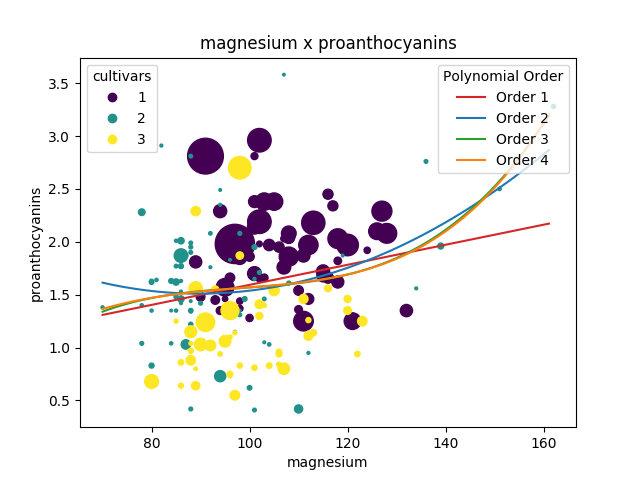 magnesium x proanthocyanins
cultivars
1
2
3
Polynomial Order
Order 1
Order 2
Order 3
Order 4
proanthocyanins
3.5
3.0
2.5
2.0
1.5
1.0
0.5
80 100 120 140 160
magnesium